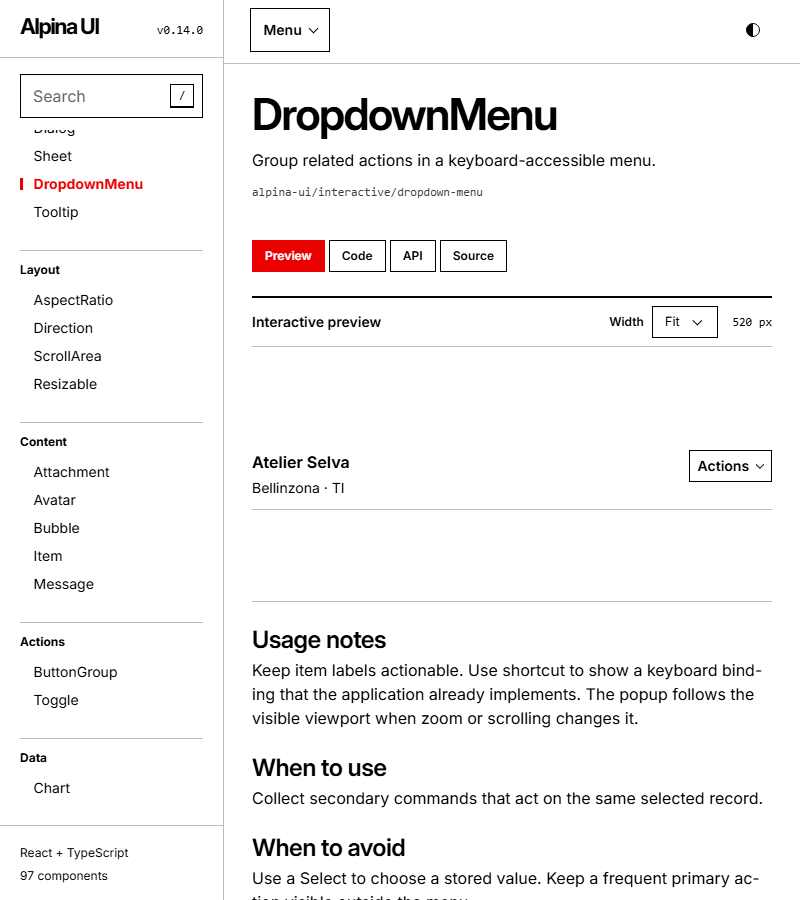 Alpina UI
v0.14.0
Search
/
Dialog
Sheet
DropdownMenu
Tooltip
Layout
AspectRatio
Direction
ScrollArea
Resizable
Content
Attachment
Avatar
Bubble
Item
Message
Actions
ButtonGroup
Toggle
Data
Chart
React + TypeScript
97 components
Menu
DropdownMenu
Group related actions in a keyboard-accessible menu.
alpina-ui/interactive/dropdown-menu
Preview
Code
API
Source
Interactive preview
Width
Fit
520 px
Atelier Selva
Actions
Bellinzona · TI
Usage notes
Keep item labels actionable. Use shortcut to show a keyboard bind-
ing that the application already implements. The popup follows the
visible viewport when zoom or scrolling changes it.
When to use
Collect secondary commands that act on the same selected record.
When to avoid
Use a Select to choose a stored value. Keep a frequent primary ac-
tion visible outside the menu.